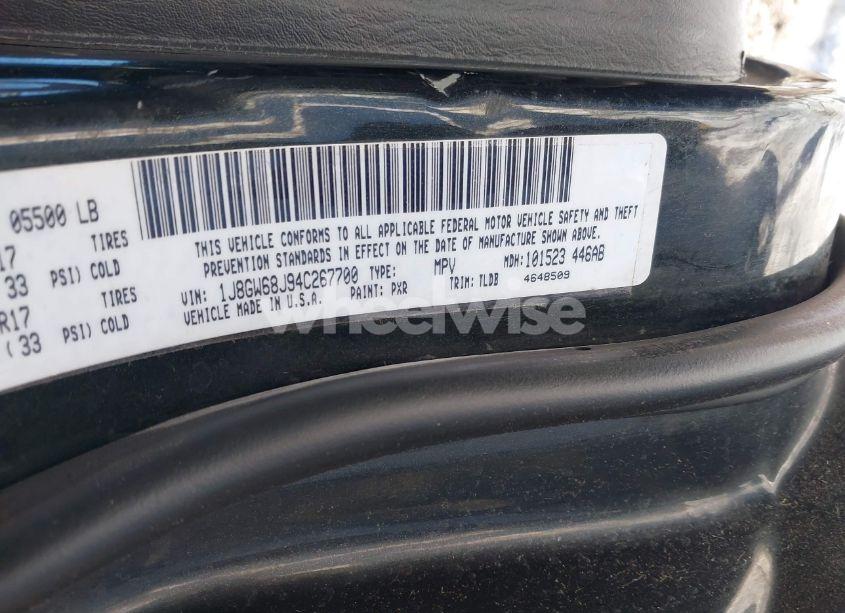 05500 LB
17 TIRES
33 PSI) COLD
R17 TIRES
( 33 PSI) COLD
THIS VEHICLE CONFORMS TO ALL APPLICABLE FEDERAL MOTOR VEHICLE SAFETY AND THEFT
PREVENTION STANDARDS IN EFFECT ON THE DATE OF MANUFACTURE SHOWN ABOVE.
VIN: 1J8GW68J94C267700 TYPE: MPV MDH: 101523 446AB
VEHICLE MADE IN U.S.A. PAINT: PXR TRIM: TLDB 4648509
wheelwise